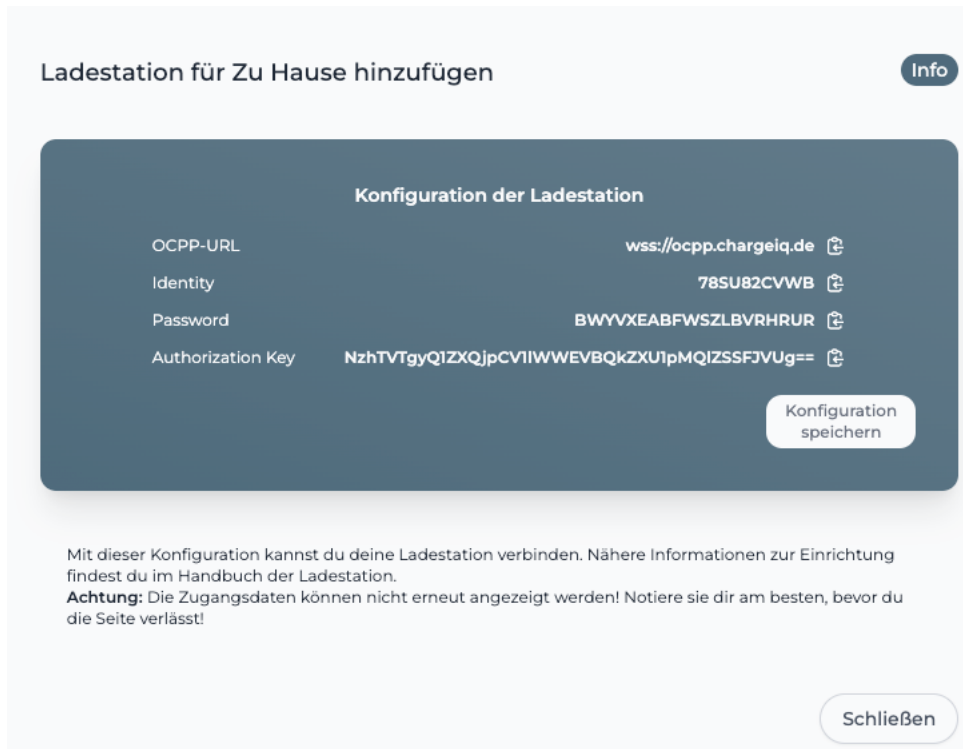 Ladestation für Zu Hause hinzufügen
Info
Konfiguration der Ladestation
OCPP-URL wss://ocpp.chargeiq.de
Identity 78SU82CVWB
Password BWYVXEABFWSZLBVRHRUR
Authorization Key NzhTVTgyQ1ZXQjpCV1lWWEVBQkZXU1pMQlZSSFJVUg==
Konfiguration
speichern
Mit dieser Konfiguration kannst du deine Ladestation verbinden. Nähere Informationen zur Einrichtung
findest du im Handbuch der Ladestation.
Achtung: Die Zugangsdaten können nicht erneut angezeigt werden! Notiere sie dir am besten, bevor du
die Seite verlässt!
Schließen